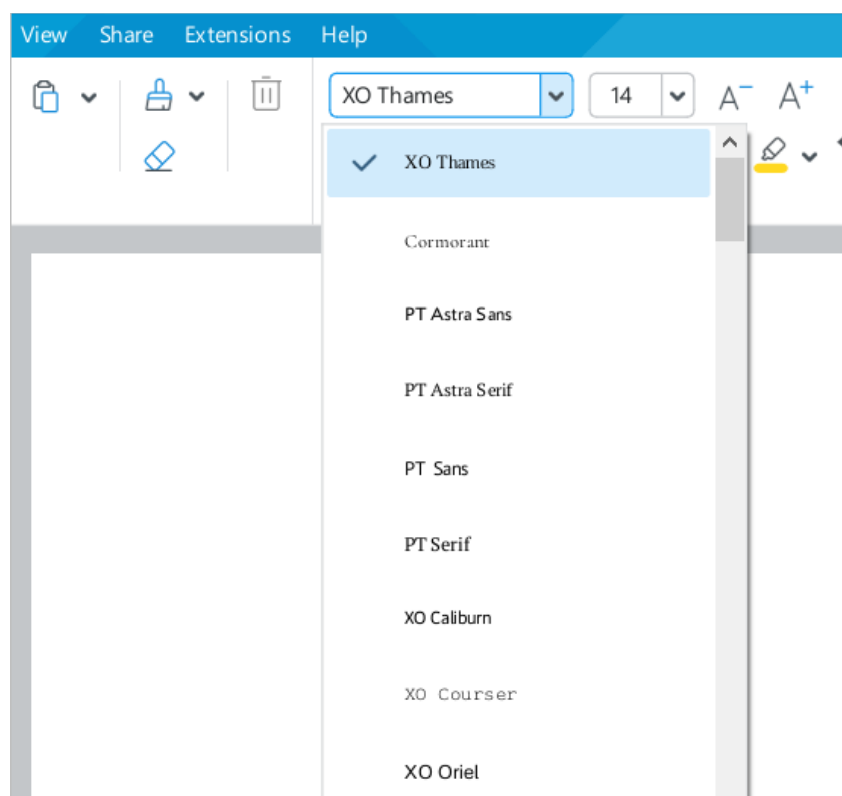 View Share Extensions Help
XO Thames 14 A− A+
XO Thames
Cormorant
PT Astra Sans
PT Astra Serif
PT Sans
PT Serif
XO Caliburn
XO Courser
XO Oriel